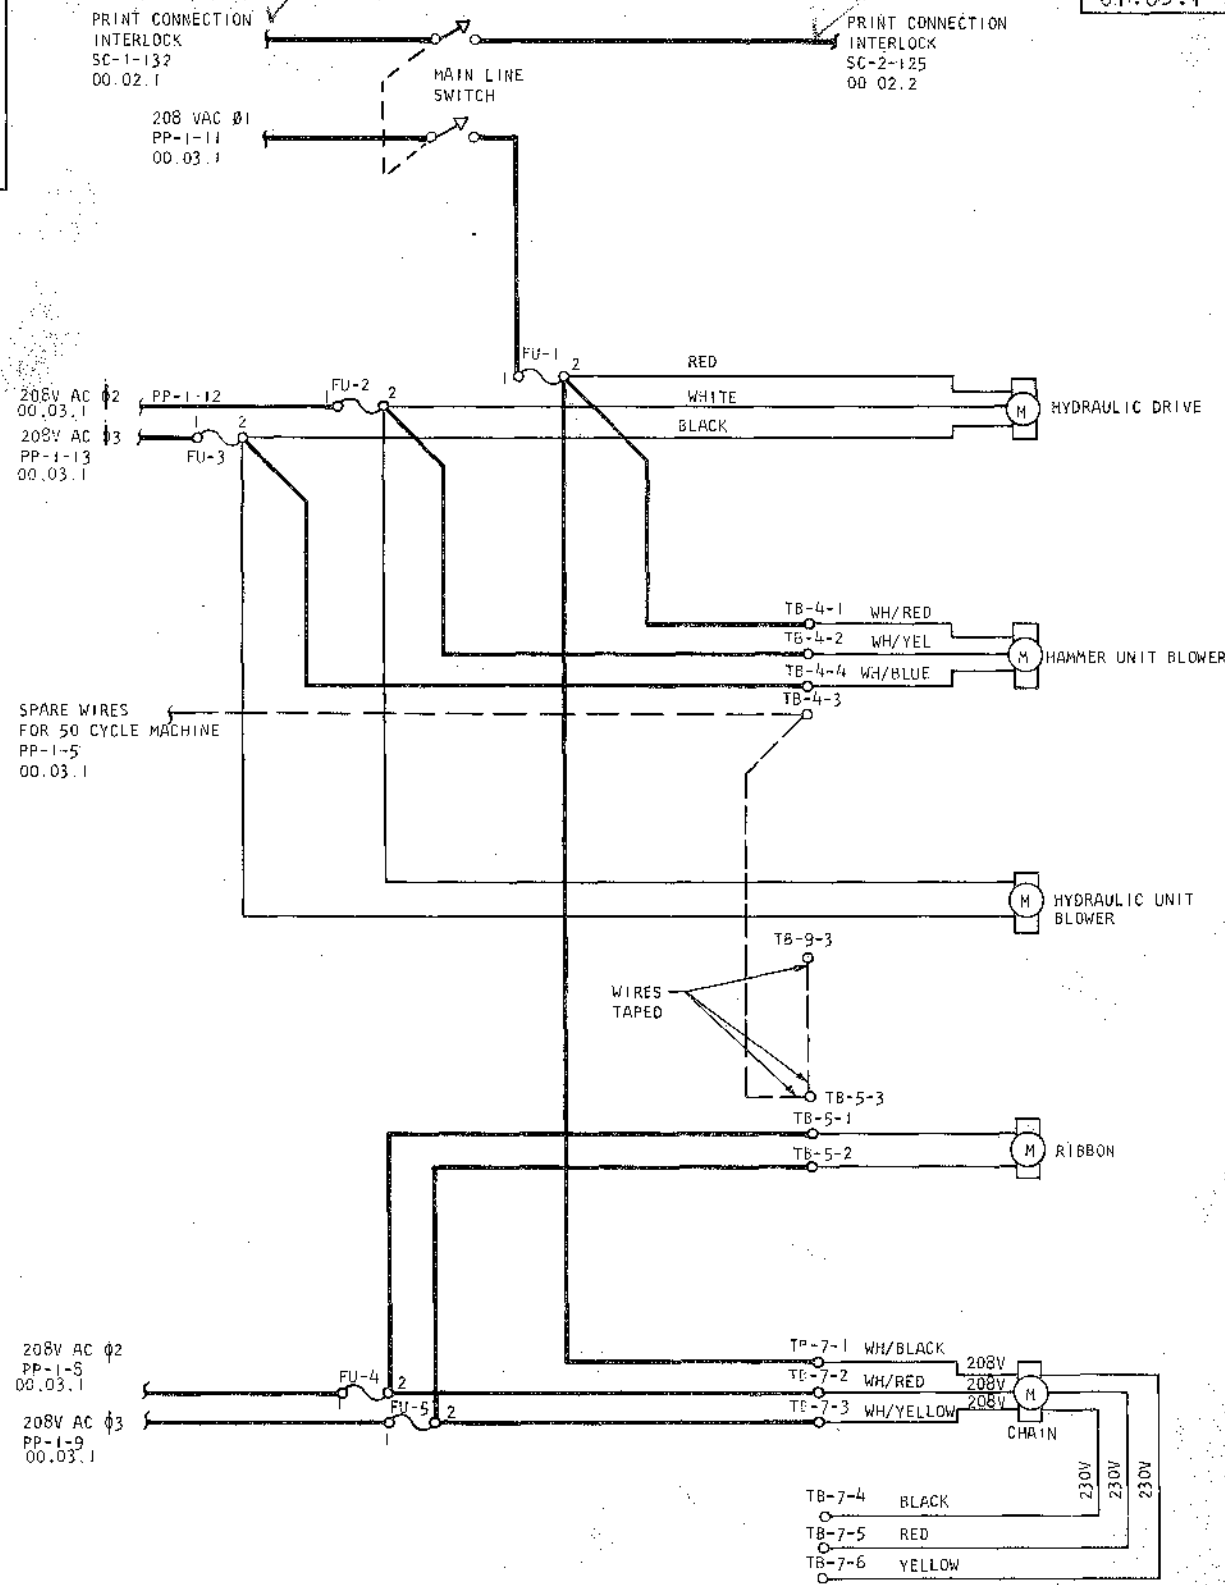 PRINT CONNECTION
INTERLOCK
SC-1-132
00.02.1
PRINT CONNECTION
INTERLOCK
SC-2-125
00 02.2
MAIN LINE
SWITCH
208 VAC Ø1
PP-1-11
00.03.1
FU-1
1
2
RED
208V AC ϕ2
00.03.1
PP-1-12
1
FU-2
2
WHITE
M
HYDRAULIC DRIVE
208V AC ϕ3
PP-1-13
00.03.1
1
2
FU-3
BLACK
TB-4-1
WH/RED
TB-4-2
WH/YEL
M
HAMMER UNIT BLOWER
TB-4-4
WH/BLUE
TB-4-3
SPARE WIRES
FOR 50 CYCLE MACHINE
PP-1-5
00.03.1
M
HYDRAULIC UNIT
BLOWER
TB-9-3
WIRES
TAPED
TB-5-3
TB-5-1
TB-5-2
M
RIBBON
208V AC ϕ2
00.03.1
FU-4
1
2
TB-7-1
WH/BLACK
208V
TB-7-2
WH/RED
208V
M
208V AC ϕ3
PP-1-9
00.03.1
FU-5
1
2
TB-7-3
WH/YELLOW
208V
CHAIN
230V
230V
230V
TB-7-4
BLACK
TB-7-5
RED
TB-7-6
YELLOW